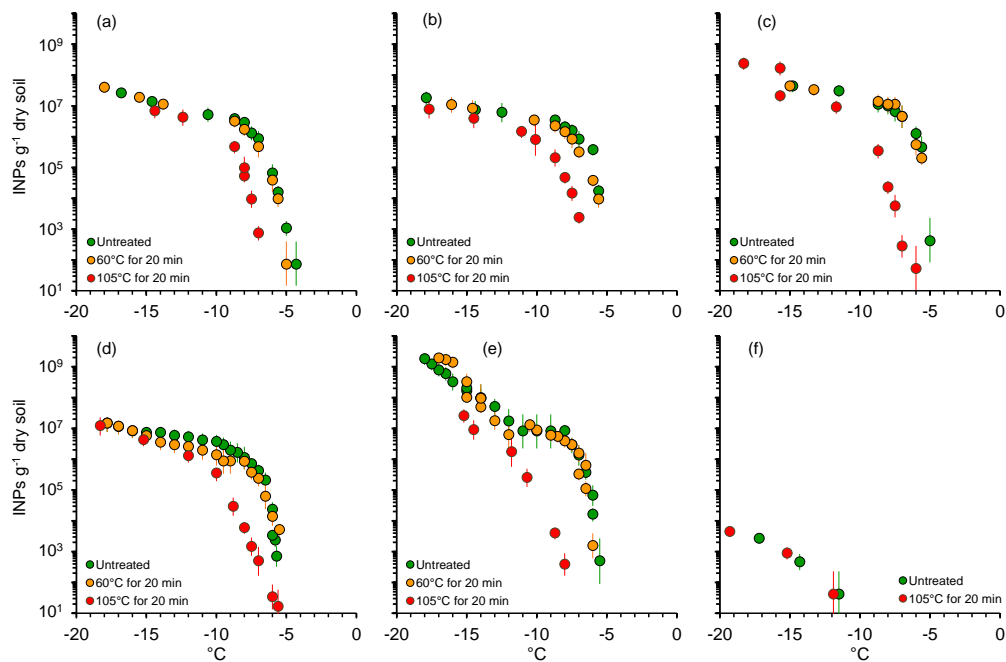 (a)
10⁹
10⁷
10⁵
10³
10¹
INPs g⁻¹ dry soil
Untreated
60°C for 20 min
105°C for 20 min
-20 -15 -10 -5 0
(b)
Untreated
60°C for 20 min
105°C for 20 min
-20 -15 -10 -5 0
(c)
Untreated
60°C for 20 min
105°C for 20 min
-20 -15 -10 -5 0
(d)
10⁹
10⁷
10⁵
10³
10¹
INPs g⁻¹ dry soil
Untreated
60°C for 20 min
105°C for 20 min
-20 -15 -10 -5 0
°C
(e)
Untreated
60°C for 20 min
105°C for 20 min
-20 -15 -10 -5 0
°C
(f)
Untreated
105°C for 20 min
-20 -15 -10 -5 0
°C